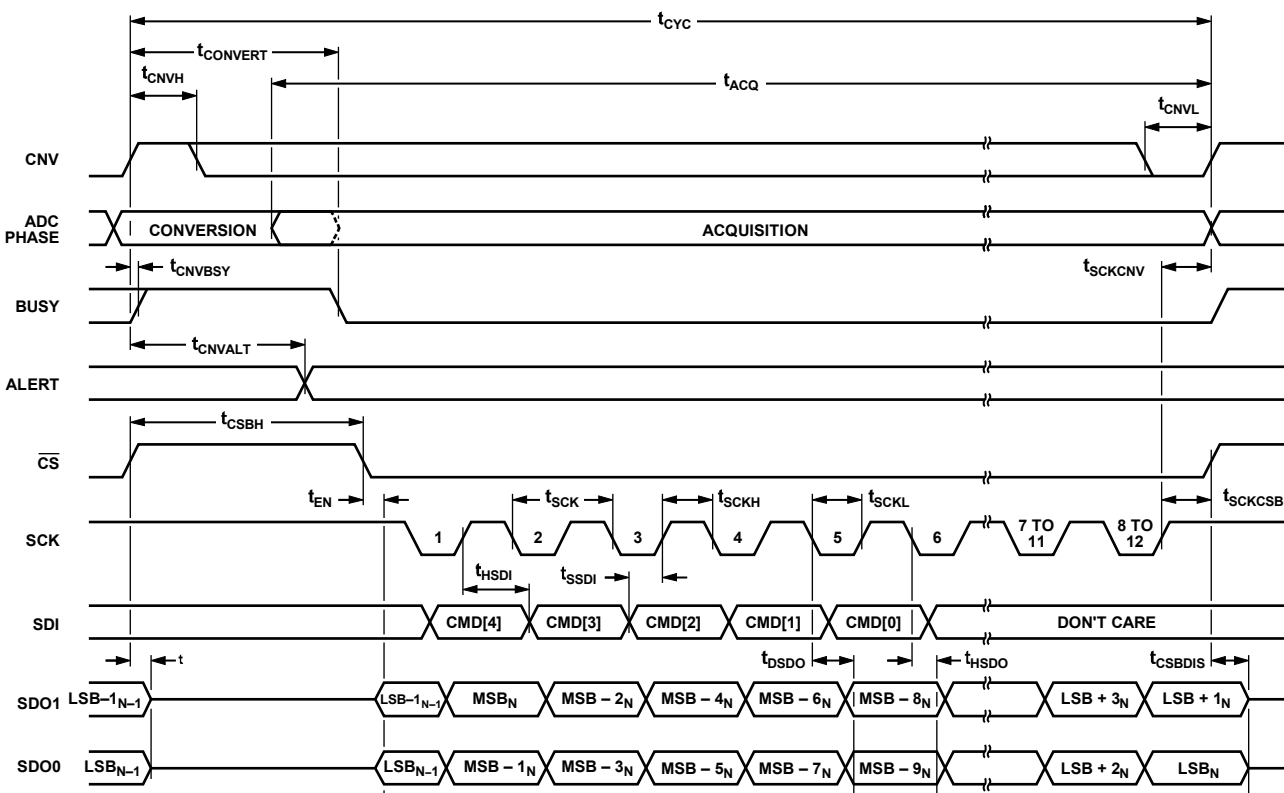 tCYC
tCONVERT
tCNVH
tACQ
tCNVL
CNV
ADC
PHASE
CONVERSION
ACQUISITION
tCNVBSY
tSCKCNV
BUSY
tCNVALT
ALERT
tCSBH
CS
tEN
tSCK
tSCKH
tSCKL
tSCKCSB
SCK
1
2
3
4
5
6
7 TO
11
8 TO
12
tHSDI
tSSDI
SDI
CMD[4]
CMD[3]
CMD[2]
CMD[1]
CMD[0]
DON'T CARE
t
tDSDO
tHSDO
tCSBDIS
SDO1 LSB–1N–1 LSB–1N–1 MSBN MSB – 2N MSB – 4N MSB – 6N MSB – 8N LSB + 3N LSB + 1N
SDO0 LSBN–1 LSBN–1 MSB – 1N MSB – 3N MSB – 5N MSB – 7N MSB – 9N LSB + 2N LSBN